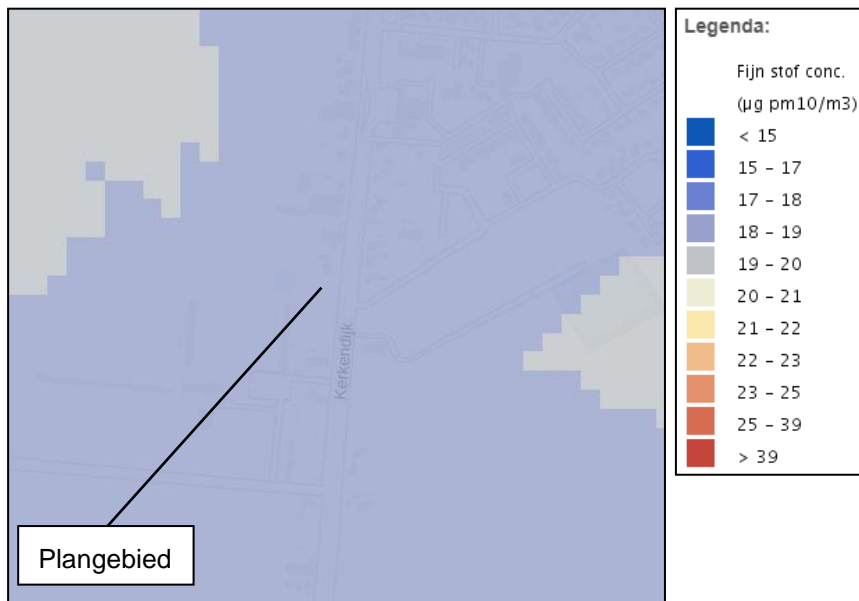 Kerkendijk
Plangebied
Legenda:
Fijn stof conc.
(µg pm10/m3)
< 15
15 – 17
17 – 18
18 – 19
19 – 20
20 – 21
21 – 22
22 – 23
23 – 25
25 – 39
> 39